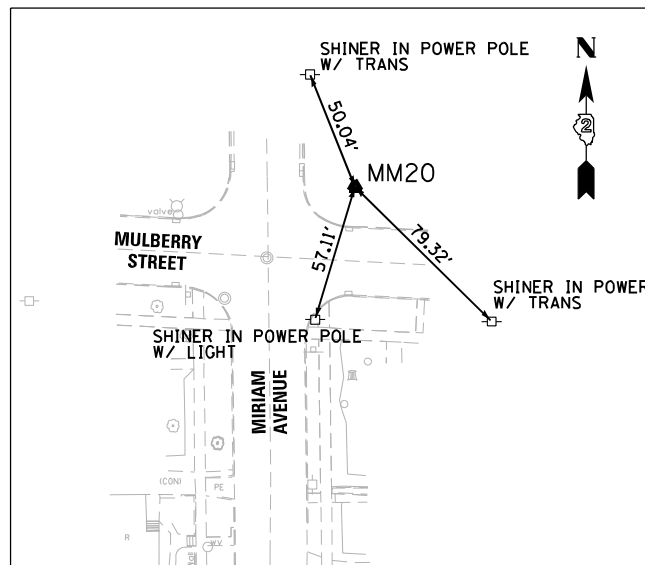 SHINER IN POWER POLE
W/ TRANS
N
2
50.04'
MM20
valve
MULBERRY
STREET
57.11'
79.32'
SHINER IN POWER
W/ TRANS
SHINER IN POWER POLE
W/ LIGHT
MIRIAM
AVENUE
(CON)
PE
R
WV